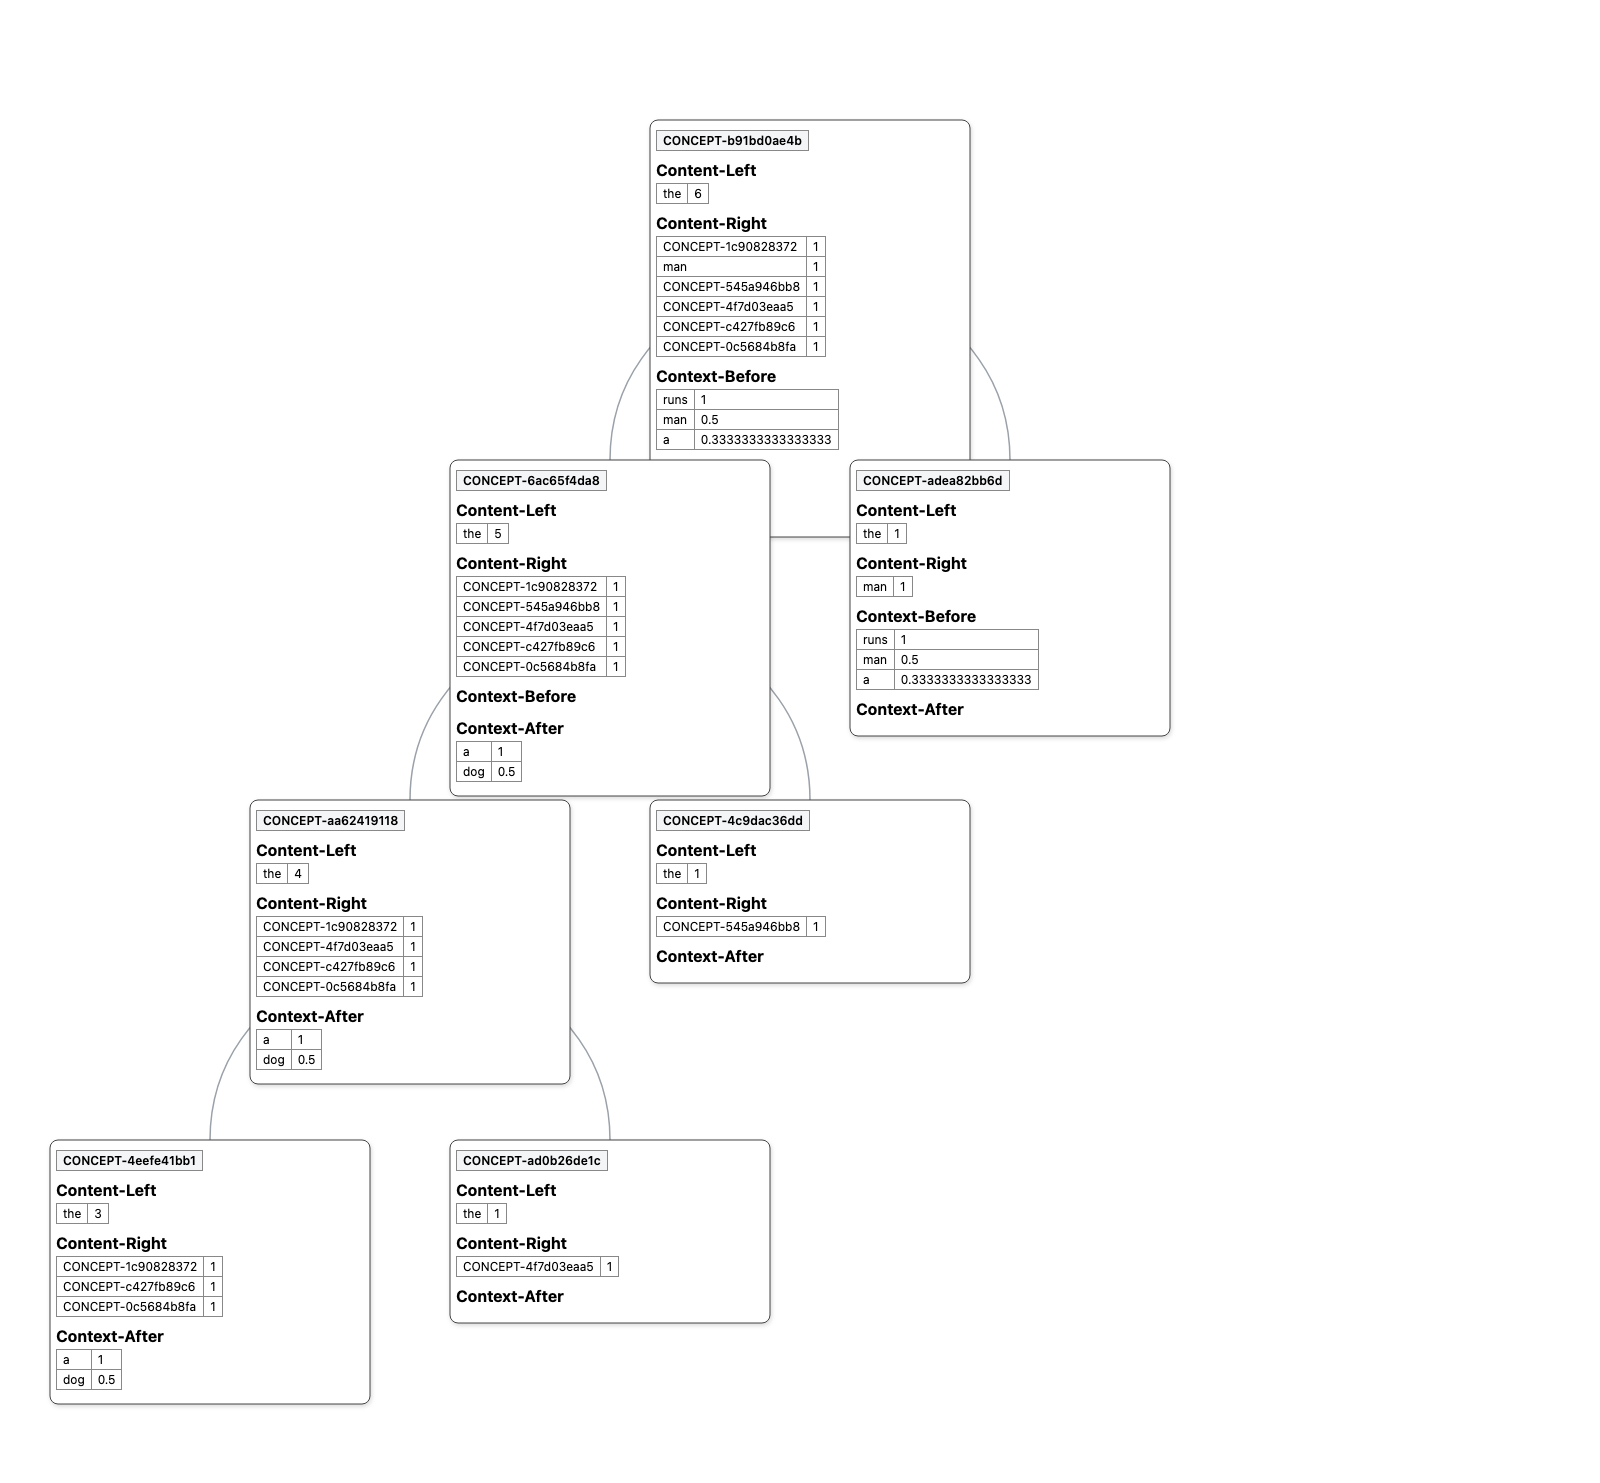 CONCEPT-b91bd0ae4b
Content-Left
the 6
Content-Right
CONCEPT-1c90828372 1
man 1
CONCEPT-545a946bb8 1
CONCEPT-4f7d03eaa5 1
CONCEPT-c427fb89c6 1
CONCEPT-0c5684b8fa 1
Context-Before
runs 1
man 0.5
a 0.3333333333333333
CONCEPT-6ac65f4da8
Content-Left
the 5
Content-Right
CONCEPT-1c90828372 1
CONCEPT-545a946bb8 1
CONCEPT-4f7d03eaa5 1
CONCEPT-c427fb89c6 1
CONCEPT-0c5684b8fa 1
Context-Before
Context-After
a 1
dog 0.5
CONCEPT-adea82bb6d
Content-Left
the 1
Content-Right
man 1
Context-Before
runs 1
man 0.5
a 0.3333333333333333
Context-After
CONCEPT-aa62419118
Content-Left
the 4
Content-Right
CONCEPT-1c90828372 1
CONCEPT-4f7d03eaa5 1
CONCEPT-c427fb89c6 1
CONCEPT-0c5684b8fa 1
Context-After
a 1
dog 0.5
CONCEPT-4c9dac36dd
Content-Left
the 1
Content-Right
CONCEPT-545a946bb8 1
Context-After
CONCEPT-4eefe41bb1
Content-Left
the 3
Content-Right
CONCEPT-1c90828372 1
CONCEPT-c427fb89c6 1
CONCEPT-0c5684b8fa 1
Context-After
a 1
dog 0.5
CONCEPT-ad0b26de1c
Content-Left
the 1
Content-Right
CONCEPT-4f7d03eaa5 1
Context-After